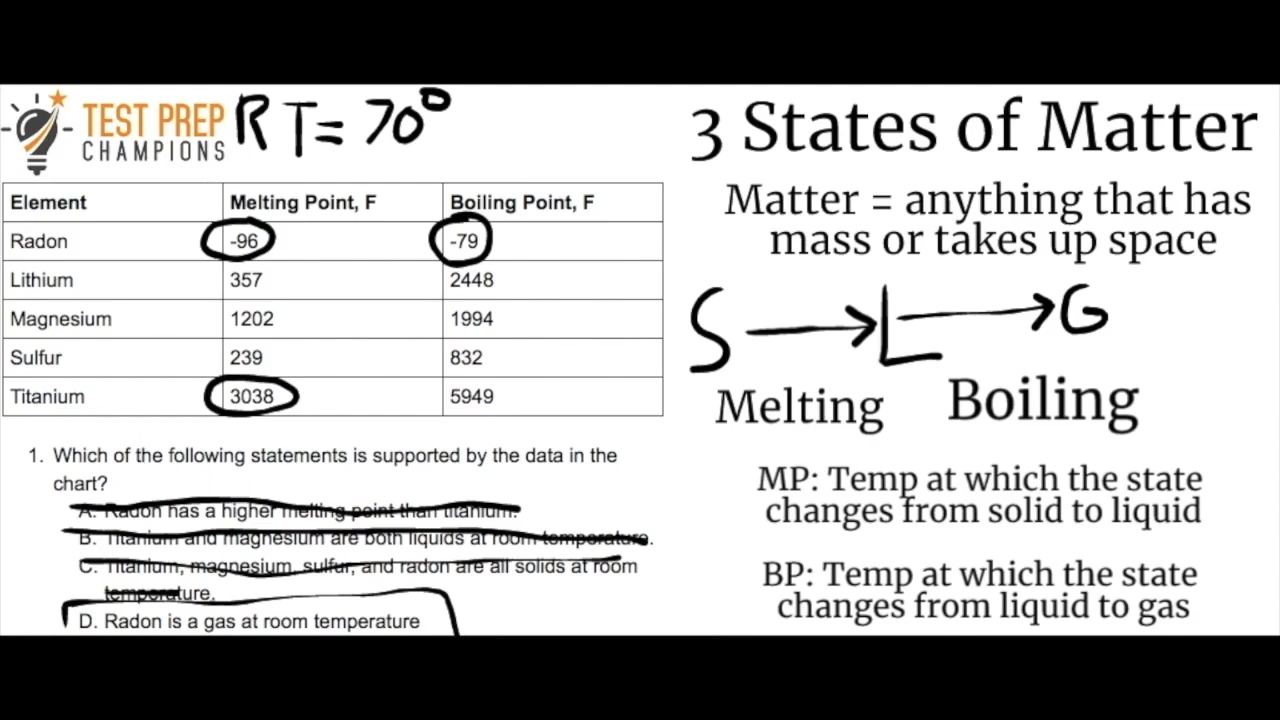 TEST PREP
CHAMPIONS
RT=70°
Element Melting Point, F Boiling Point, F
Radon -96 -79
Lithium 357 2448
Magnesium 1202 1994
Sulfur 239 832
Titanium 3038 5949
1. Which of the following statements is supported by the data in the
chart?
A. Radon has a higher melting point than titanium.
B. Titanium and magnesium are both liquids at room temperature.
C. Titanium, magnesium, sulfur, and radon are all solids at room
temperature.
D. Radon is a gas at room temperature
3 States of Matter
Matter = anything that has
mass or takes up space
S → L → G
Melting Boiling
MP: Temp at which the state
changes from solid to liquid
BP: Temp at which the state
changes from liquid to gas